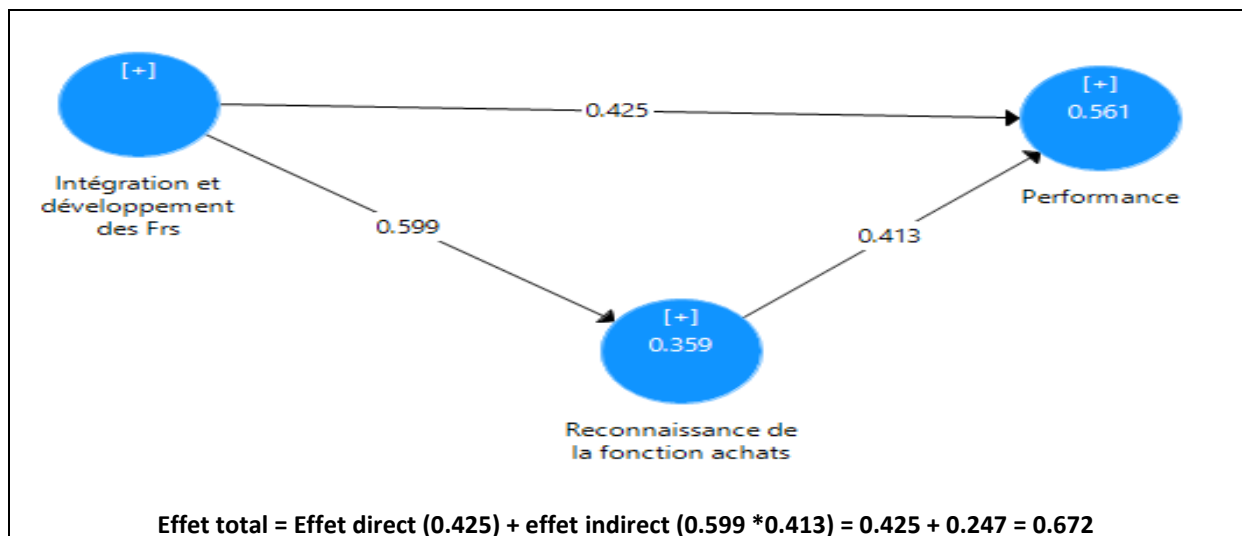 [+]
[+]
0.561
0.425
Intégration et
développement
des Frs
Performance
0.599
0.413
[+]
0.359
Reconnaissance de
la fonction achats
Effet total = Effet direct (0.425) + effet indirect (0.599 *0.413) = 0.425 + 0.247 = 0.672